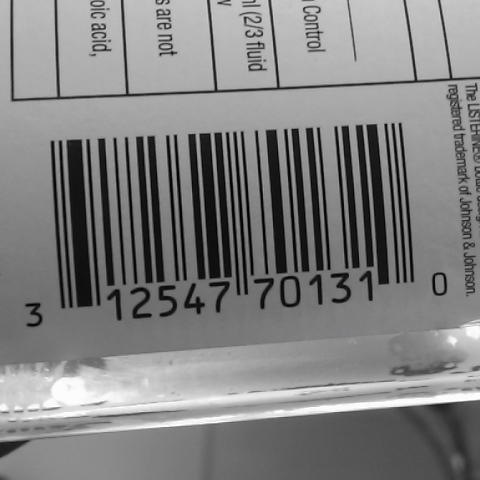 oic acid,
s are not
ml (2/3 fluid
n Control
The LISTERINE®
registered trademark of Johnson & Johnson.
3 12547 70131 0